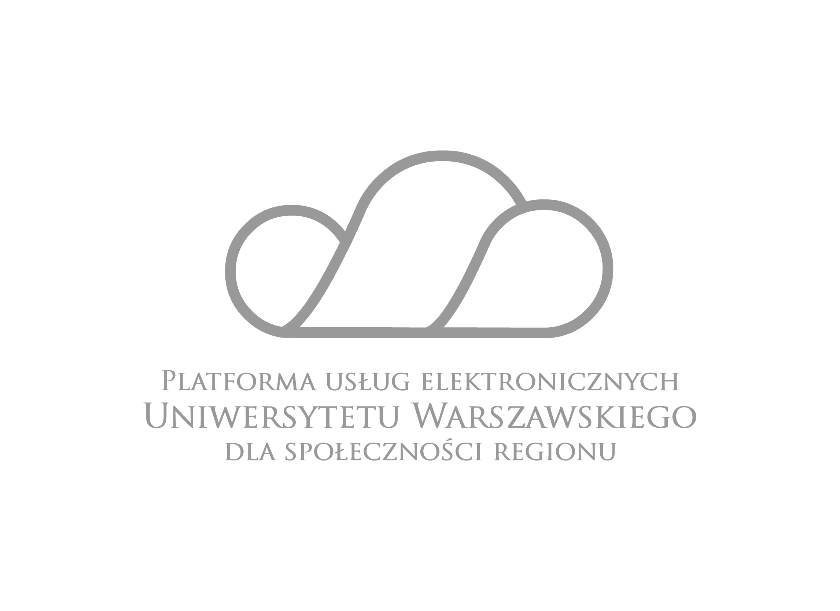 Platforma usług elektronicznych
Uniwersytetu Warszawskiego
dla społeczności regionu